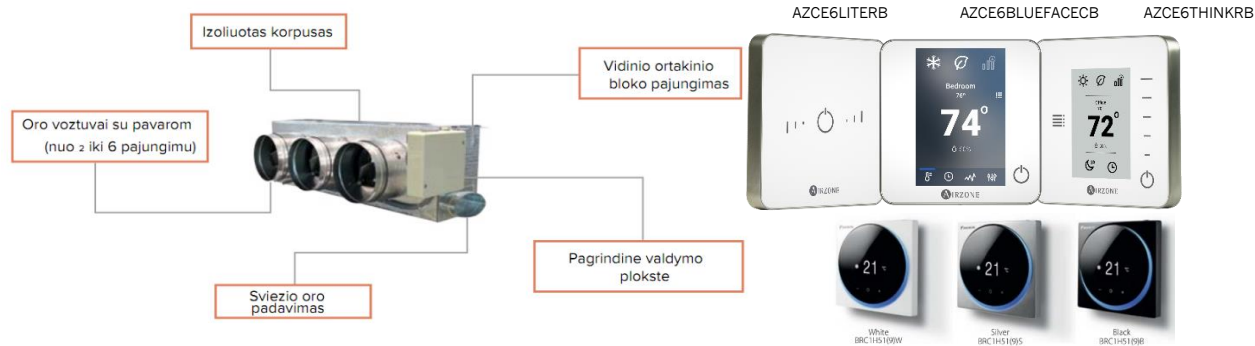 AZCE6LITERB
AZCE6BLUEFACECB
AZCE6THINKRB
Izoliuotas korpusas
Vidinio ortakinio
bloko pajungimas
Oro voztuvai su pavarom
(nuo 2 iki 6 pajungimu)
Pagrindine valdymo
plokste
Sviezio oro
padavimas
Bedroom
78°
74°
50%
AIRZONE
AIRZONE
72°
AIRZONE
21 °C
21 °C
21 °C
White
BRC1H51(9)W
Silver
BRC1H51(9)S
Black
BRC1H51(9)B